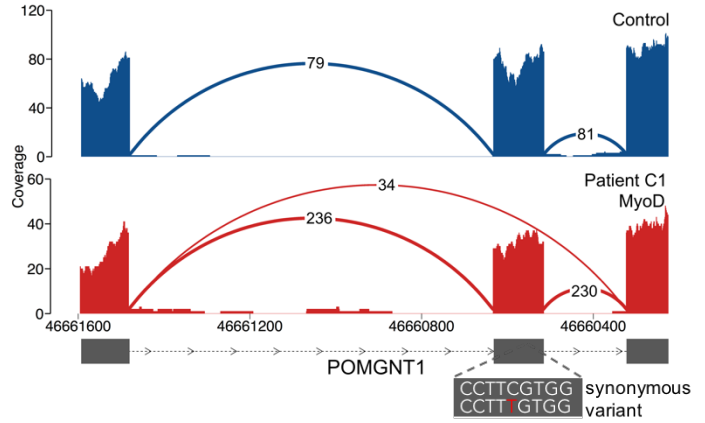 120
Control
80
79
40
81
0
Coverage
60
Patient C1
MyoD
34
40
236
20
230
0
46661600
46661200
46660800
46660400
POMGNT1
CCTTCGTGG
CCTTTGTGG
synonymous
variant